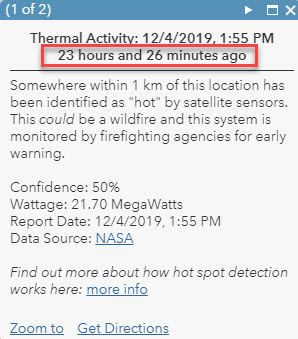 (1 of 2)
Thermal Activity: 12/4/2019, 1:55 PM
23 hours and 26 minutes ago
Somewhere within 1 km of this location has
been identified as "hot" by satellite sensors.
This could be a wildfire and this system is
monitored by firefighting agencies for early
warning.
Confidence: 50%
Wattage: 21.70 MegaWatts
Report Date: 12/4/2019, 1:55 PM
Data Source: NASA
Find out more about how hot spot detection
works here: more info
Zoom to Get Directions